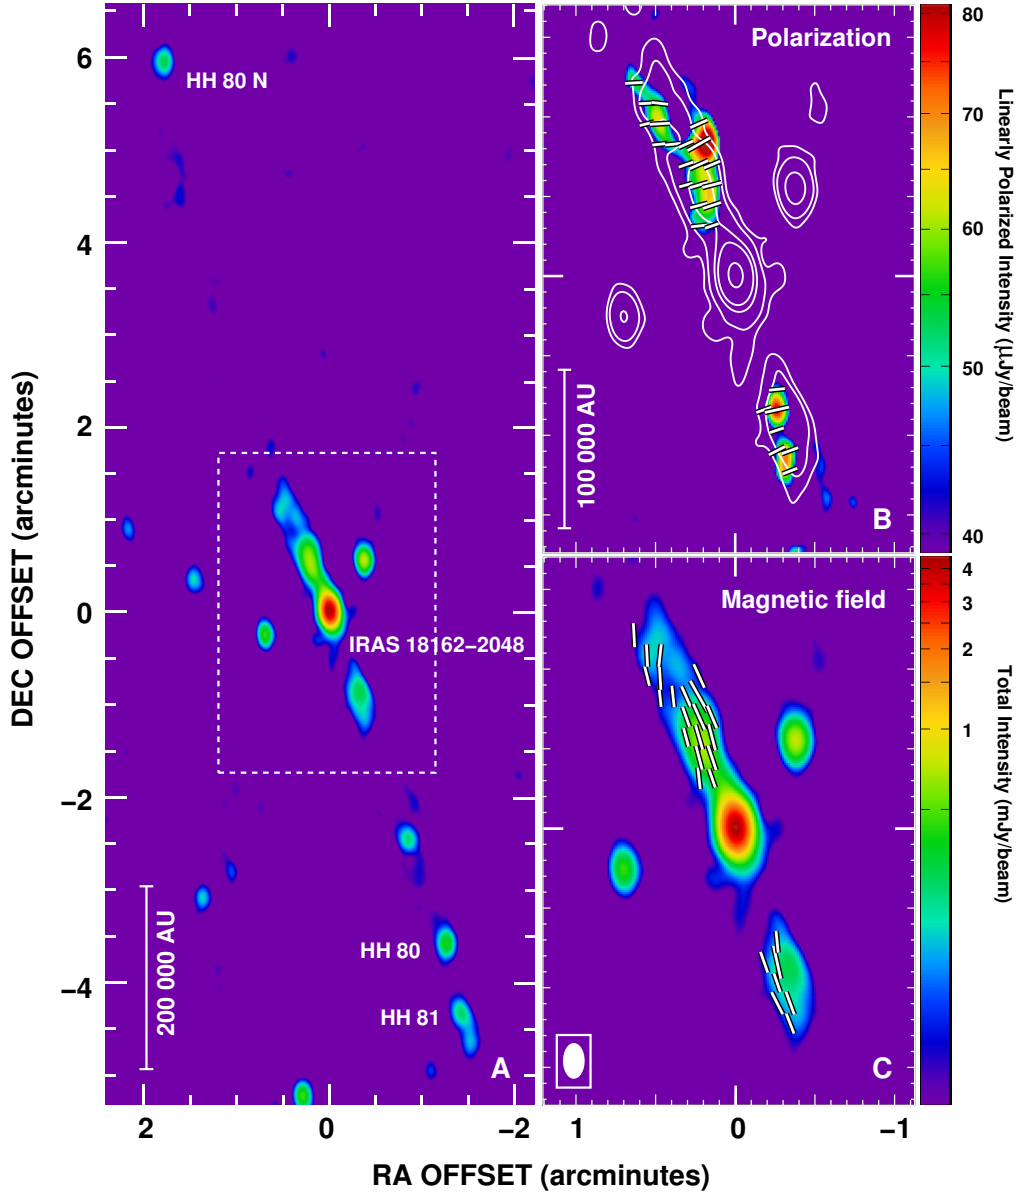 6
4
2
0
−2
−4
2
0
−2
HH 80 N
IRAS 18162−2048
HH 80
HH 81
200 000 AU
A
DEC OFFSET (arcminutes)
RA OFFSET (arcminutes)
Polarization
100 000 AU
B
80
70
60
50
40
Linearly Polarized Intensity (μJy/beam)
Magnetic field
C
1
0
−1
4
3
2
1
Total Intensity (mJy/beam)